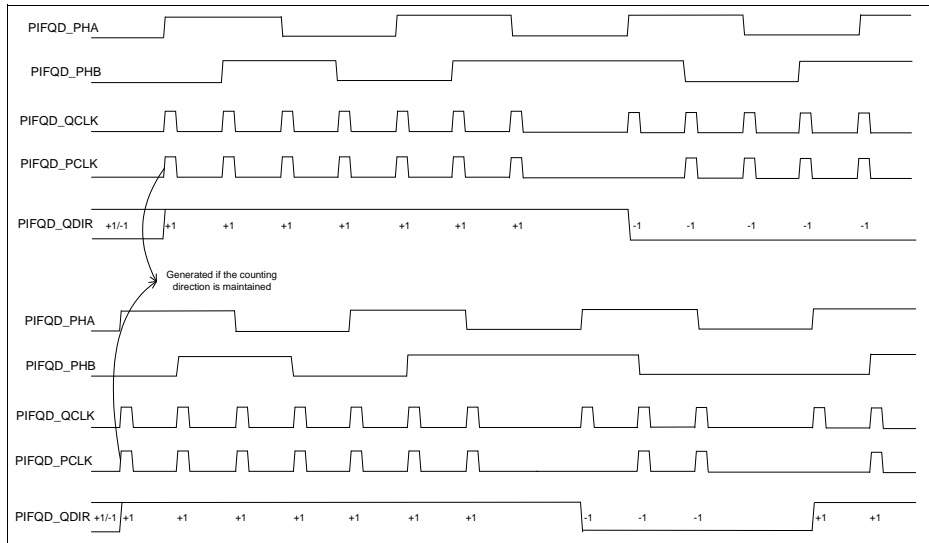 PIFQD_PHA
PIFQD_PHB
PIFQD_QCLK
PIFQD_PCLK
PIFQD_QDIR +1/-1 +1 +1 +1 +1 +1 +1 +1 -1 -1 -1 -1 -1
Generated if the counting
direction is maintained
PIFQD_PHA
PIFQD_PHB
PIFQD_QCLK
PIFQD_PCLK
PIFQD_QDIR +1/-1 +1 +1 +1 +1 +1 +1 +1 -1 -1 -1 +1 +1